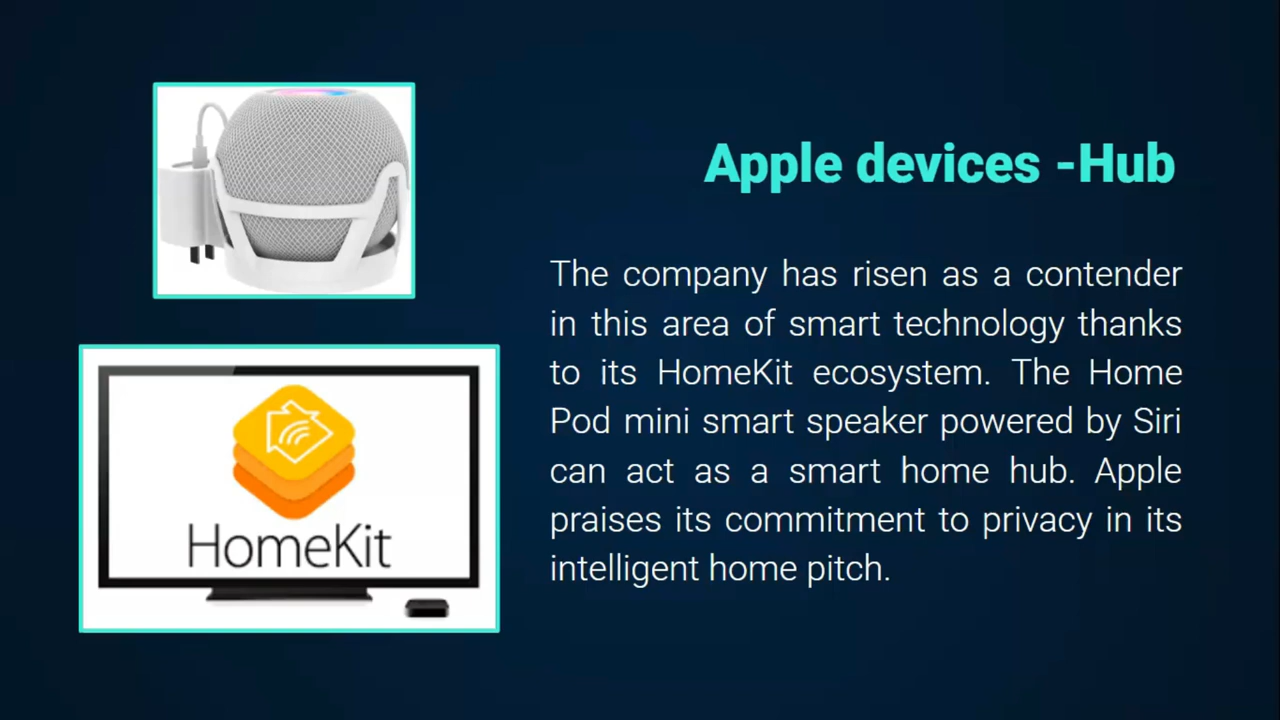 Apple devices -Hub
The company has risen as a contender
in this area of smart technology thanks
to its HomeKit ecosystem. The Home
Pod mini smart speaker powered by Siri
can act as a smart home hub. Apple
praises its commitment to privacy in its
intelligent home pitch.
HomeKit